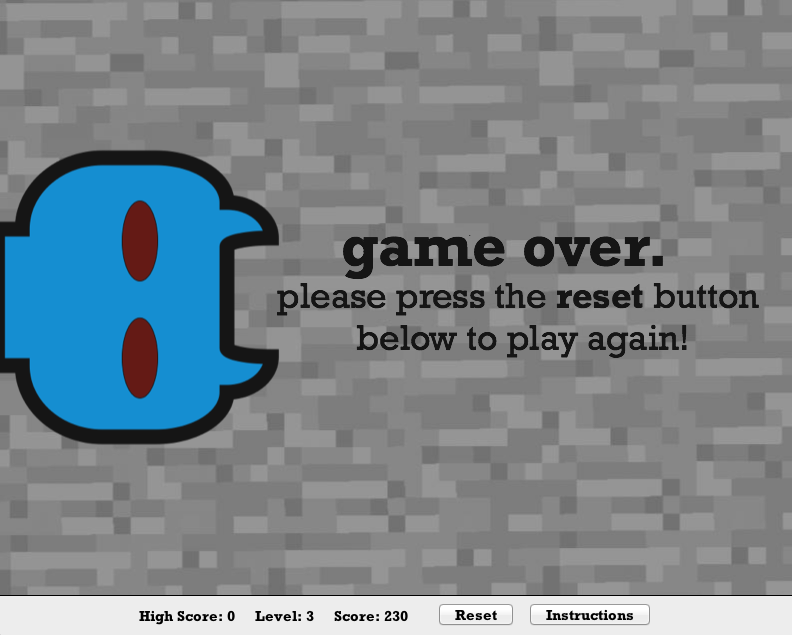 game over.
please press the reset button
below to play again!
High Score: 0 Level: 3 Score: 230 Reset Instructions